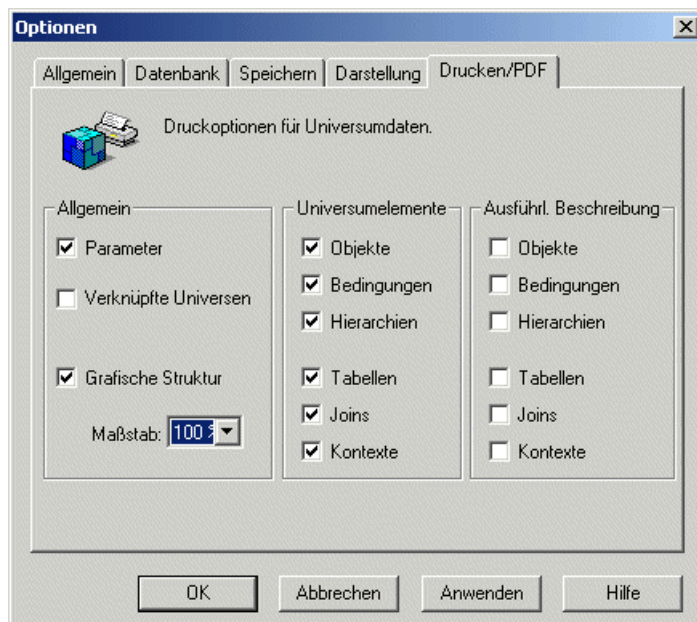 Optionen
Allgemein Datenbank Speichern Darstellung Drucken/PDF
Druckoptionen für Universumdaten.
Allgemein Universumelemente Ausführl. Beschreibung
Parameter Objekte Objekte
Verknüpfte Universen Bedingungen Bedingungen
Hierarchien Hierarchien
Grafische Struktur Tabellen Tabellen
Maßstab: 100 % Joins Joins
Kontexte Kontexte
OK Abbrechen Anwenden Hilfe